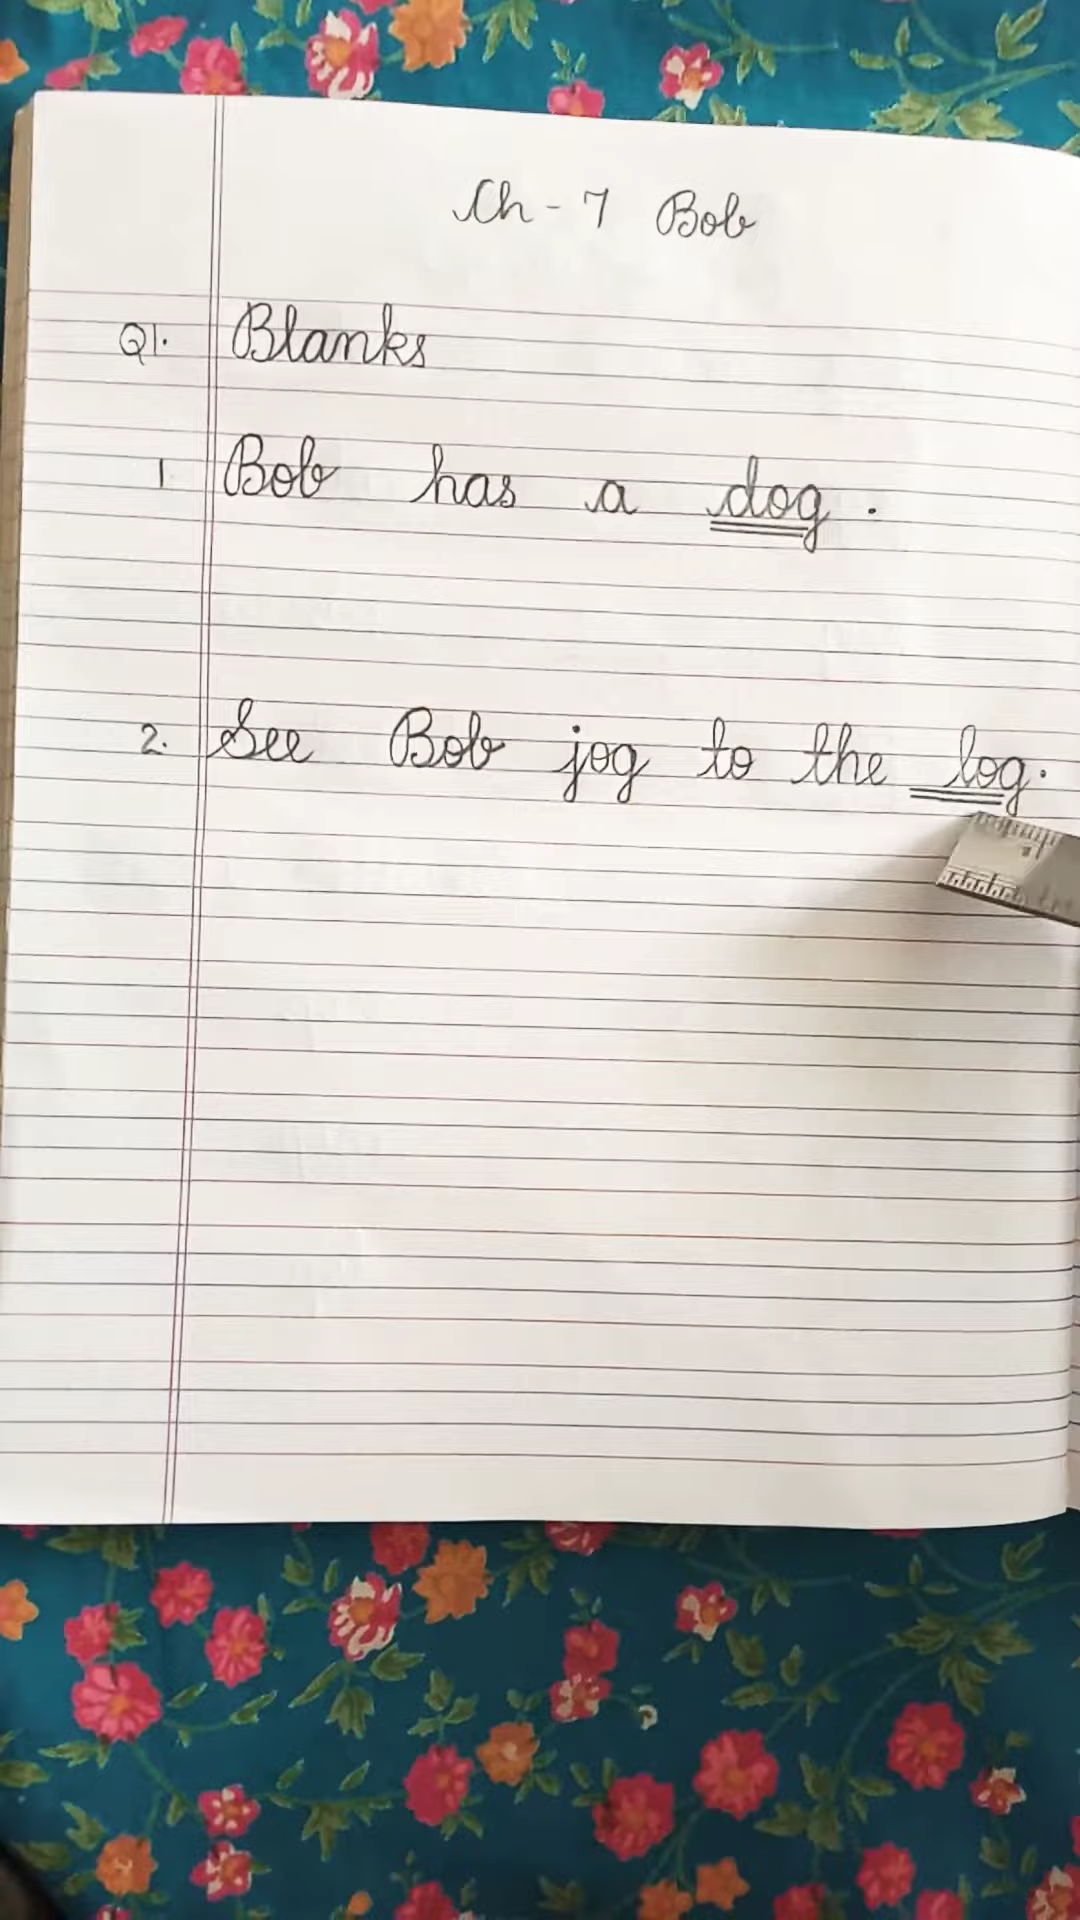 Ch - 7 Bob
Q1. Blanks
1. Bob has a dog.
2. See Bob jog to the log.